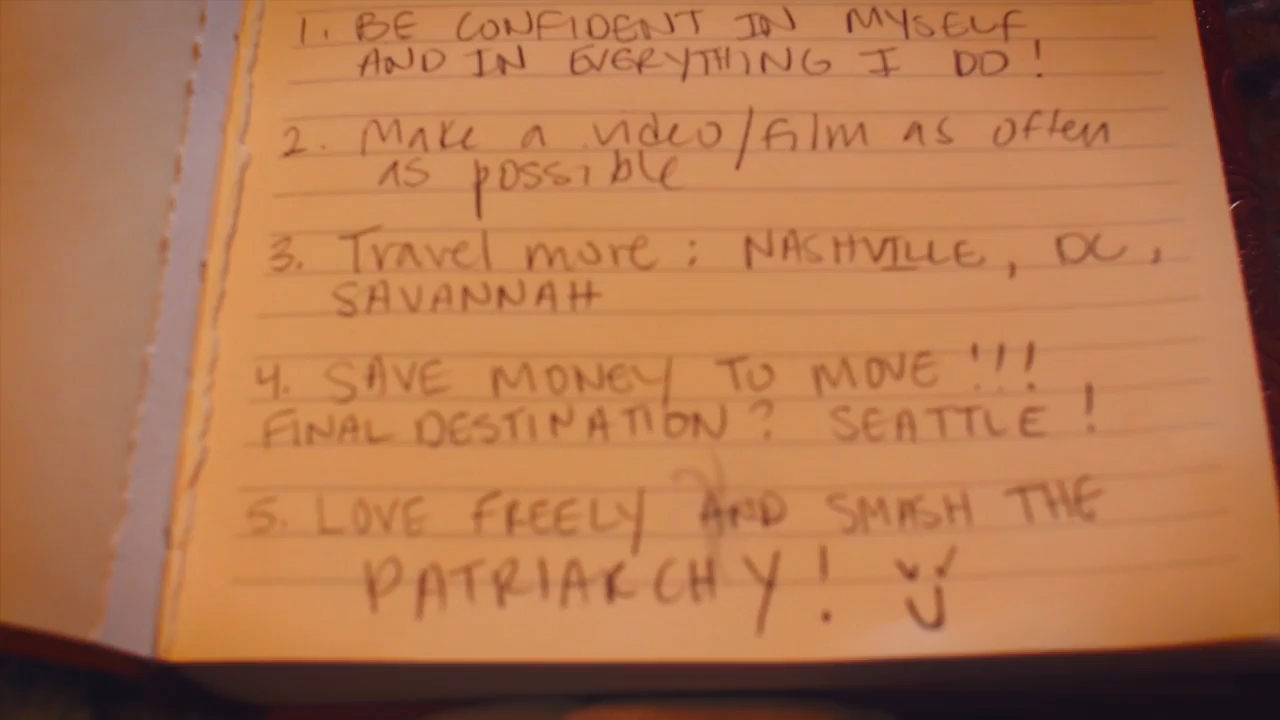 1. BE CONFIDENT IN MYSELF
AND IN EVERYTHING I DO!
2. Make a video/film as often
as possible
3. Travel more: NASHVILLE, DC,
SAVANNAH
4. SAVE MONEY TO MOVE!!!
FINAL DESTINATION? SEATTLE!
5. LOVE FREELY AND SMASH THE
PATRIARCHY!